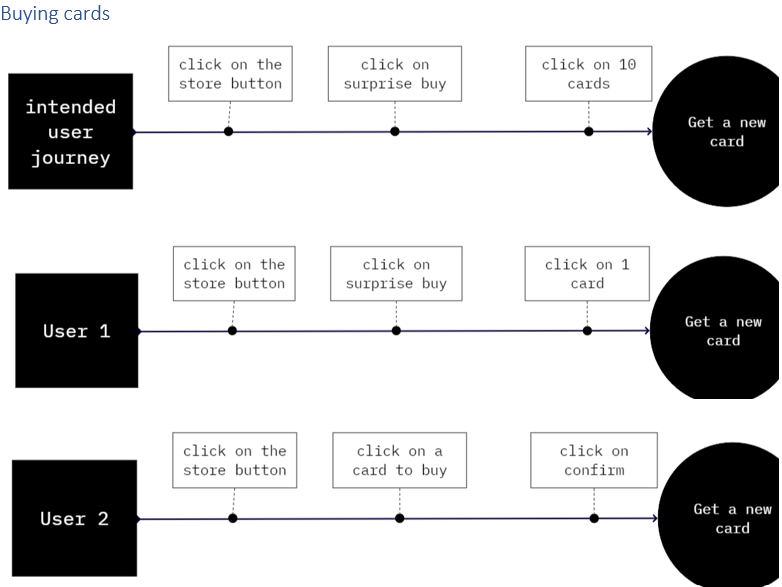 Buying cards
click on the
store button
click on
surprise buy
click on 10
cards
intended
user
journey
Get a new
card
click on the
store button
click on
surprise buy
click on 1
card
User 1
Get a new
card
click on the
store button
click on a
card to buy
click on
confirm
User 2
Get a new
card